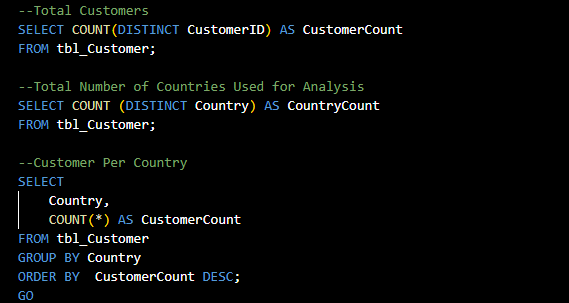 --Total Customers
SELECT COUNT(DISTINCT CustomerID) AS CustomerCount
FROM tbl_Customer;

--Total Number of Countries Used for Analysis
SELECT COUNT (DISTINCT Country) AS CountryCount
FROM tbl_Customer;

--Customer Per Country
SELECT
    Country,
    COUNT(*) AS CustomerCount
FROM tbl_Customer
GROUP BY Country
ORDER BY  CustomerCount DESC;
GO